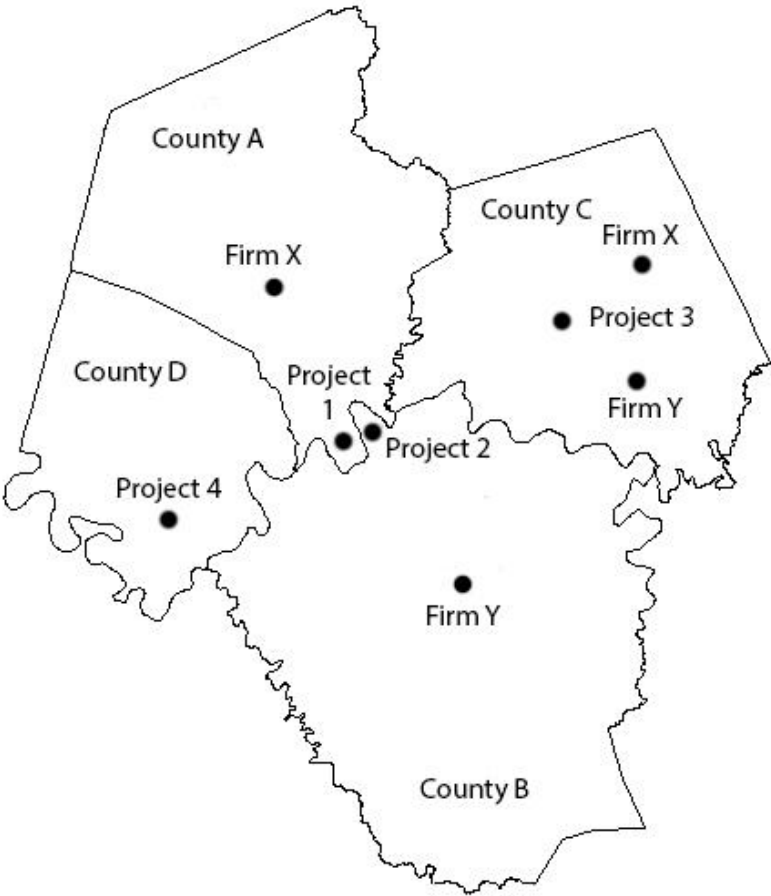 County A
County C
Firm X
Firm X
Project 3
County D
Project
1
Firm Y
Project 2
Project 4
Firm Y
County B